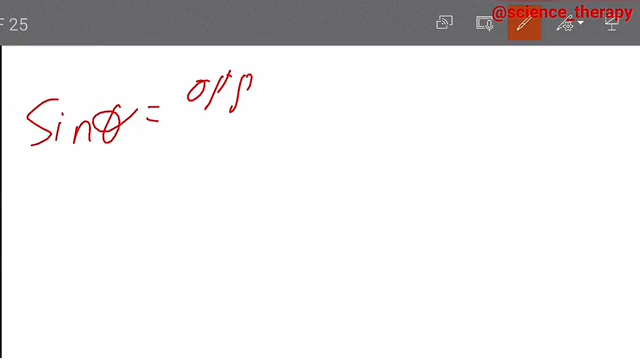 F 25
@science_therapy
Sinθ = opp